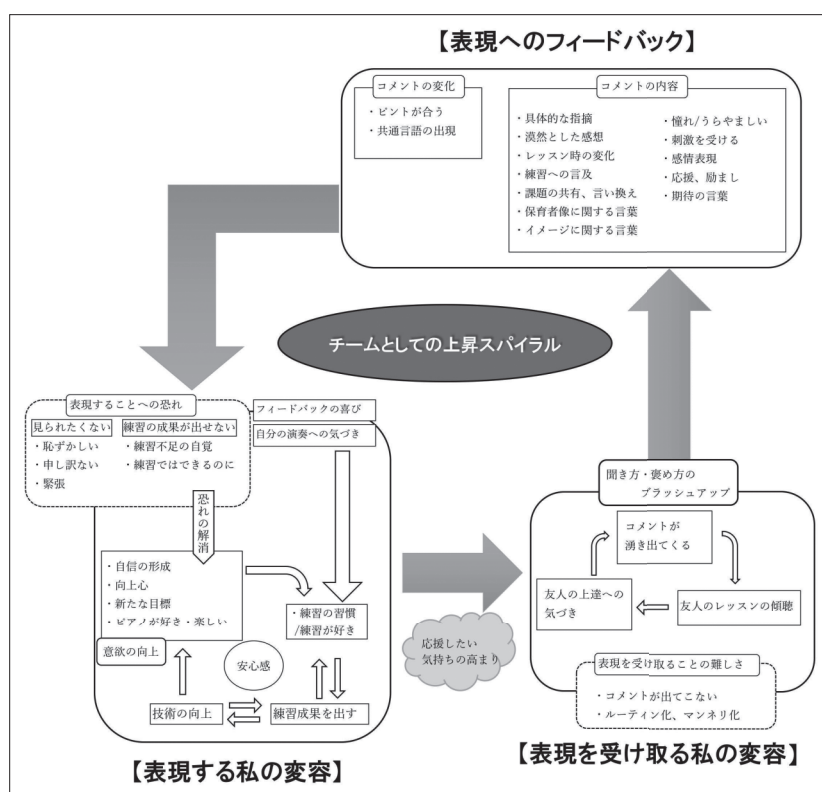 【表現へのフィードバック】
コメントの変化
・ピントが合う
・共通言語の出現
コメントの内容
・具体的な指摘
・漠然とした感想
・レッスン時の変化
・練習への言及
・課題の共有、言い換え
・保育者像に関する言葉
・イメージに関する言葉
・憧れ/うらやましい
・刺激を受ける
・感情表現
・応援、励まし
・期待の言葉
チームとしての上昇スパイラル
表現することへの恐れ
見られたくない
・恥ずかしい
・申し訳ない
・緊張
練習の成果が出せない
・練習不足の自覚
・練習ではできるのに
フィードバックの喜び
自分の演奏への気づき
恐れの解消
・自信の形成
・向上心
・新たな目標
・ピアノが好き・楽しい
意欲の向上
・練習の習慣
/練習が好き
安心感
技術の向上
練習成果を出す
【表現する私の変容】
応援したい
気持ちの高まり
聞き方・褒め方の
ブラッシュアップ
コメントが
湧き出てくる
友人の上達への
気づき
友人のレッスンの傾聴
表現を受け取ることの難しさ
・コメントが出てこない
・ルーティン化、マンネリ化
【表現を受け取る私の変容】